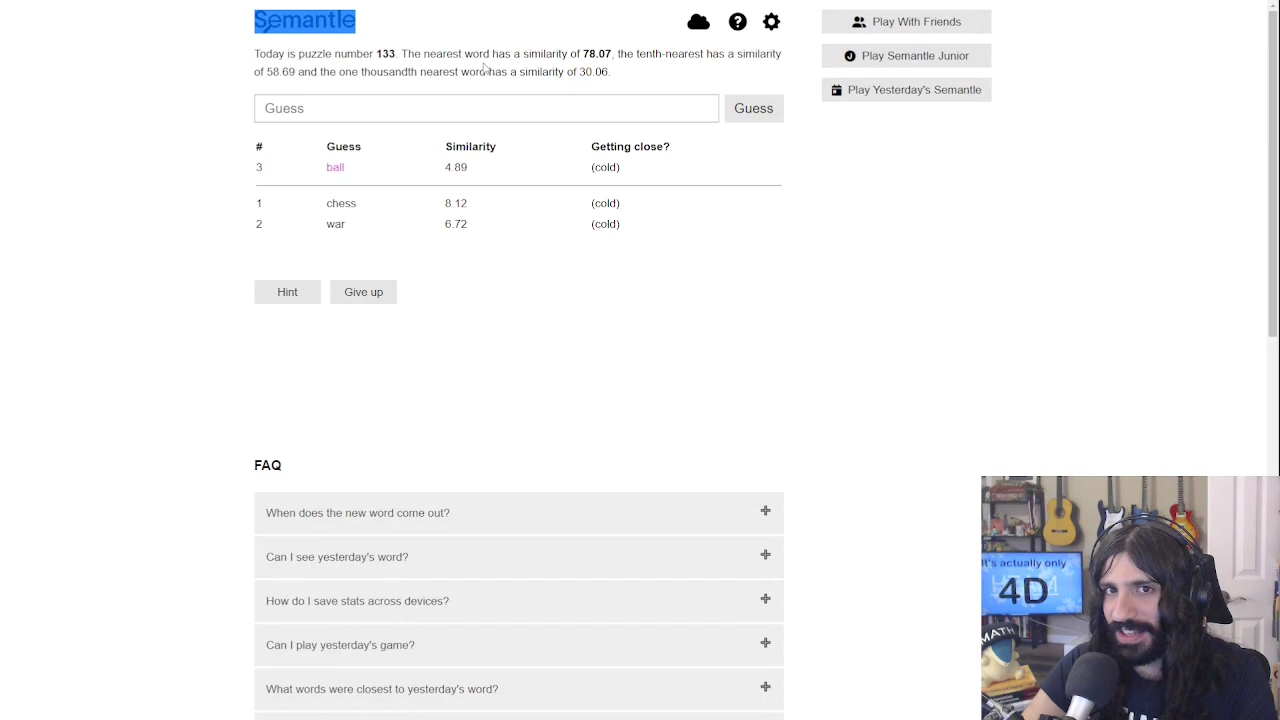 Semantle
Today is puzzle number 133. The nearest word has a similarity of 78.07, the tenth-nearest has a similarity
of 58.69 and the one thousandth nearest word has a similarity of 30.06.
Guess Guess
# Guess Similarity Getting close?
3 ball 4.89 (cold)
1 chess 8.12 (cold)
2 war 6.72 (cold)
Hint Give up
FAQ
When does the new word come out?
Can I see yesterday's word?
How do I save stats across devices?
Can I play yesterday's game?
What words were closest to yesterday's word?
Play With Friends
Play Semantle Junior
Play Yesterday's Semantle
It's actually only
4D
MATH